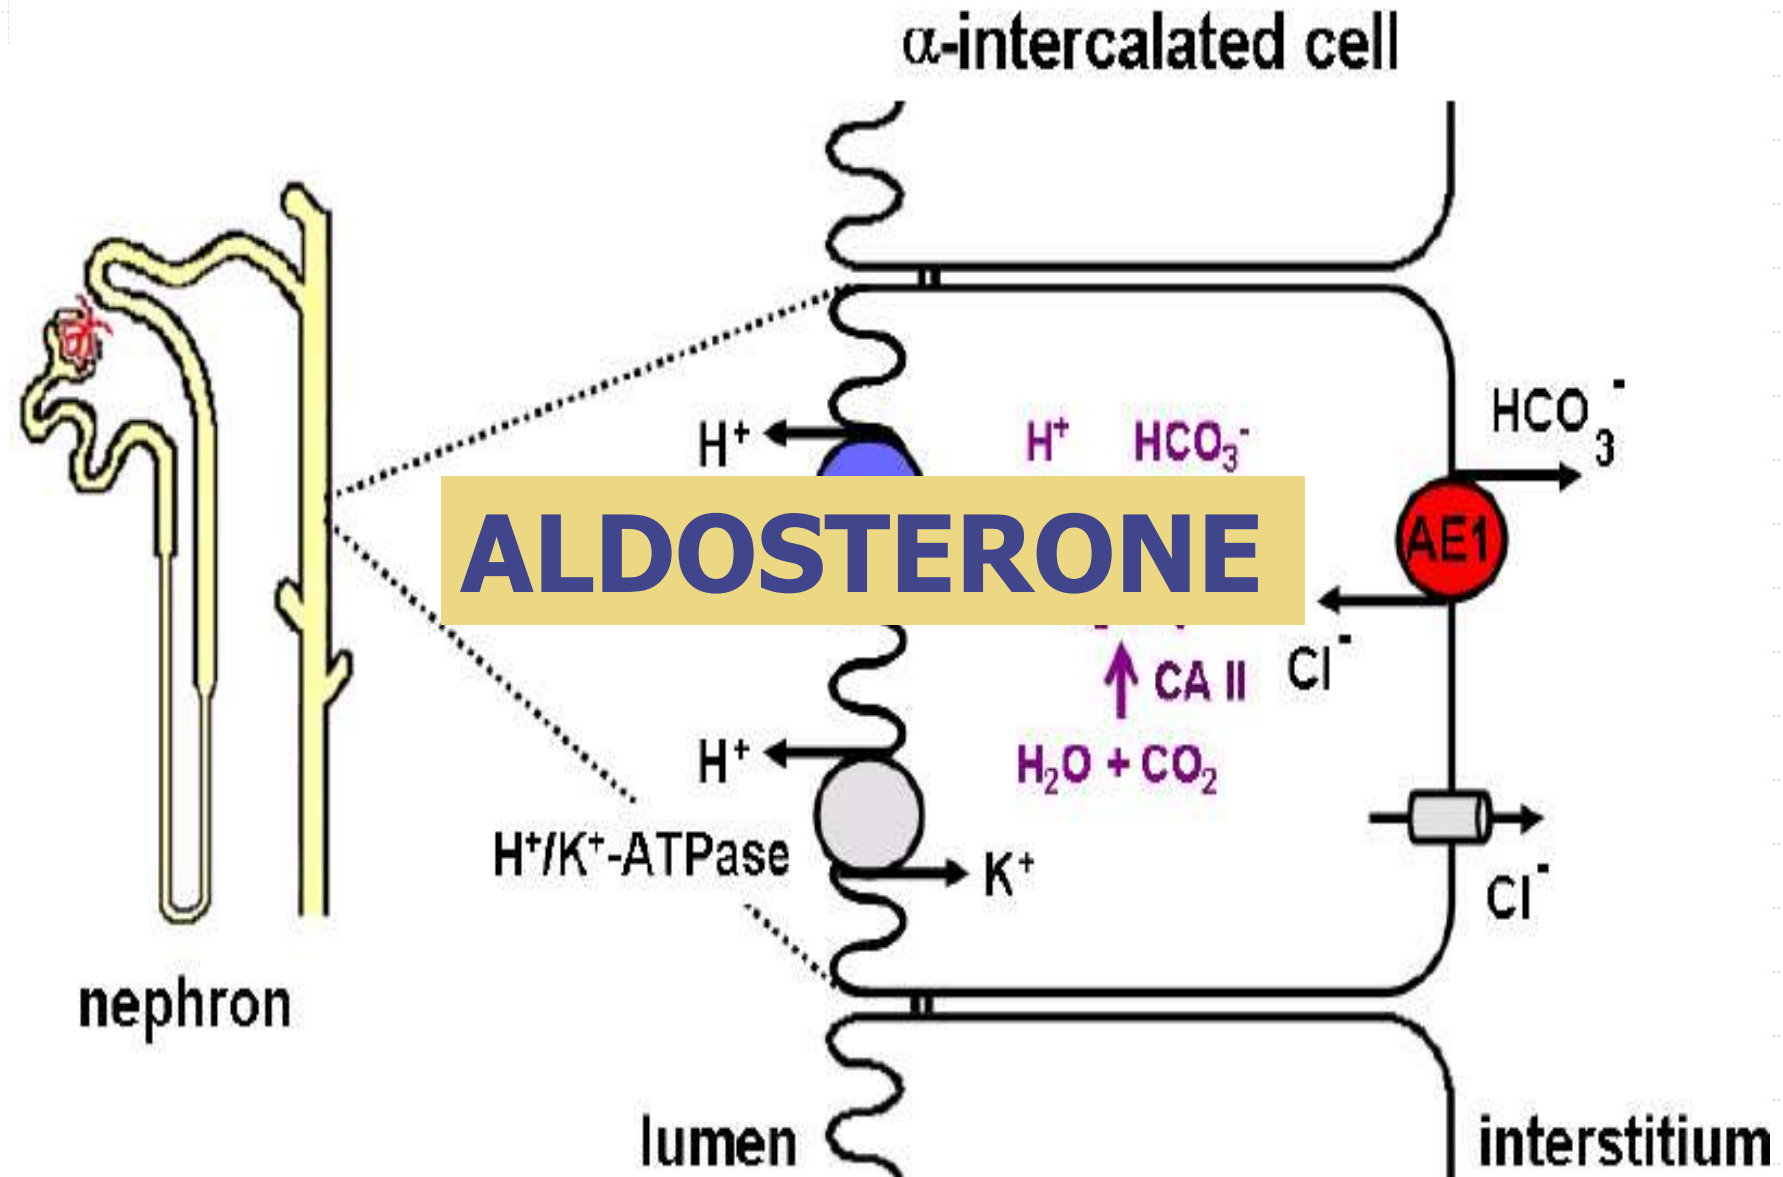 α-intercalated cell
HCO₃⁻
H⁺
H⁺ HCO₃⁻
ALDOSTERONE
AE1
Cl⁻
CA II
H⁺
H₂O + CO₂
H⁺/K⁺-ATPase
K⁺
Cl⁻
nephron
lumen
interstitium